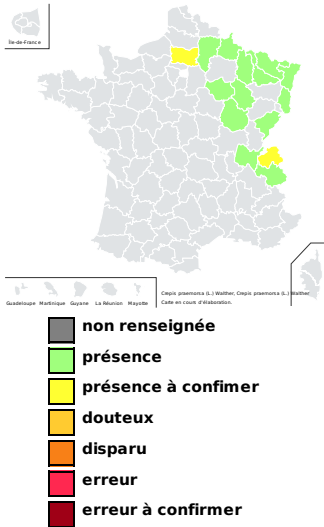 Île-de-France
Guadeloupe Martinique Guyane La Réunion Mayotte
Crepis praemorsa (L.) Walther, Crepis praemorsa (L.) Walther
Carte en cours d'élaboration.
non renseignée
présence
présence à confimer
douteux
disparu
erreur
erreur à confirmer